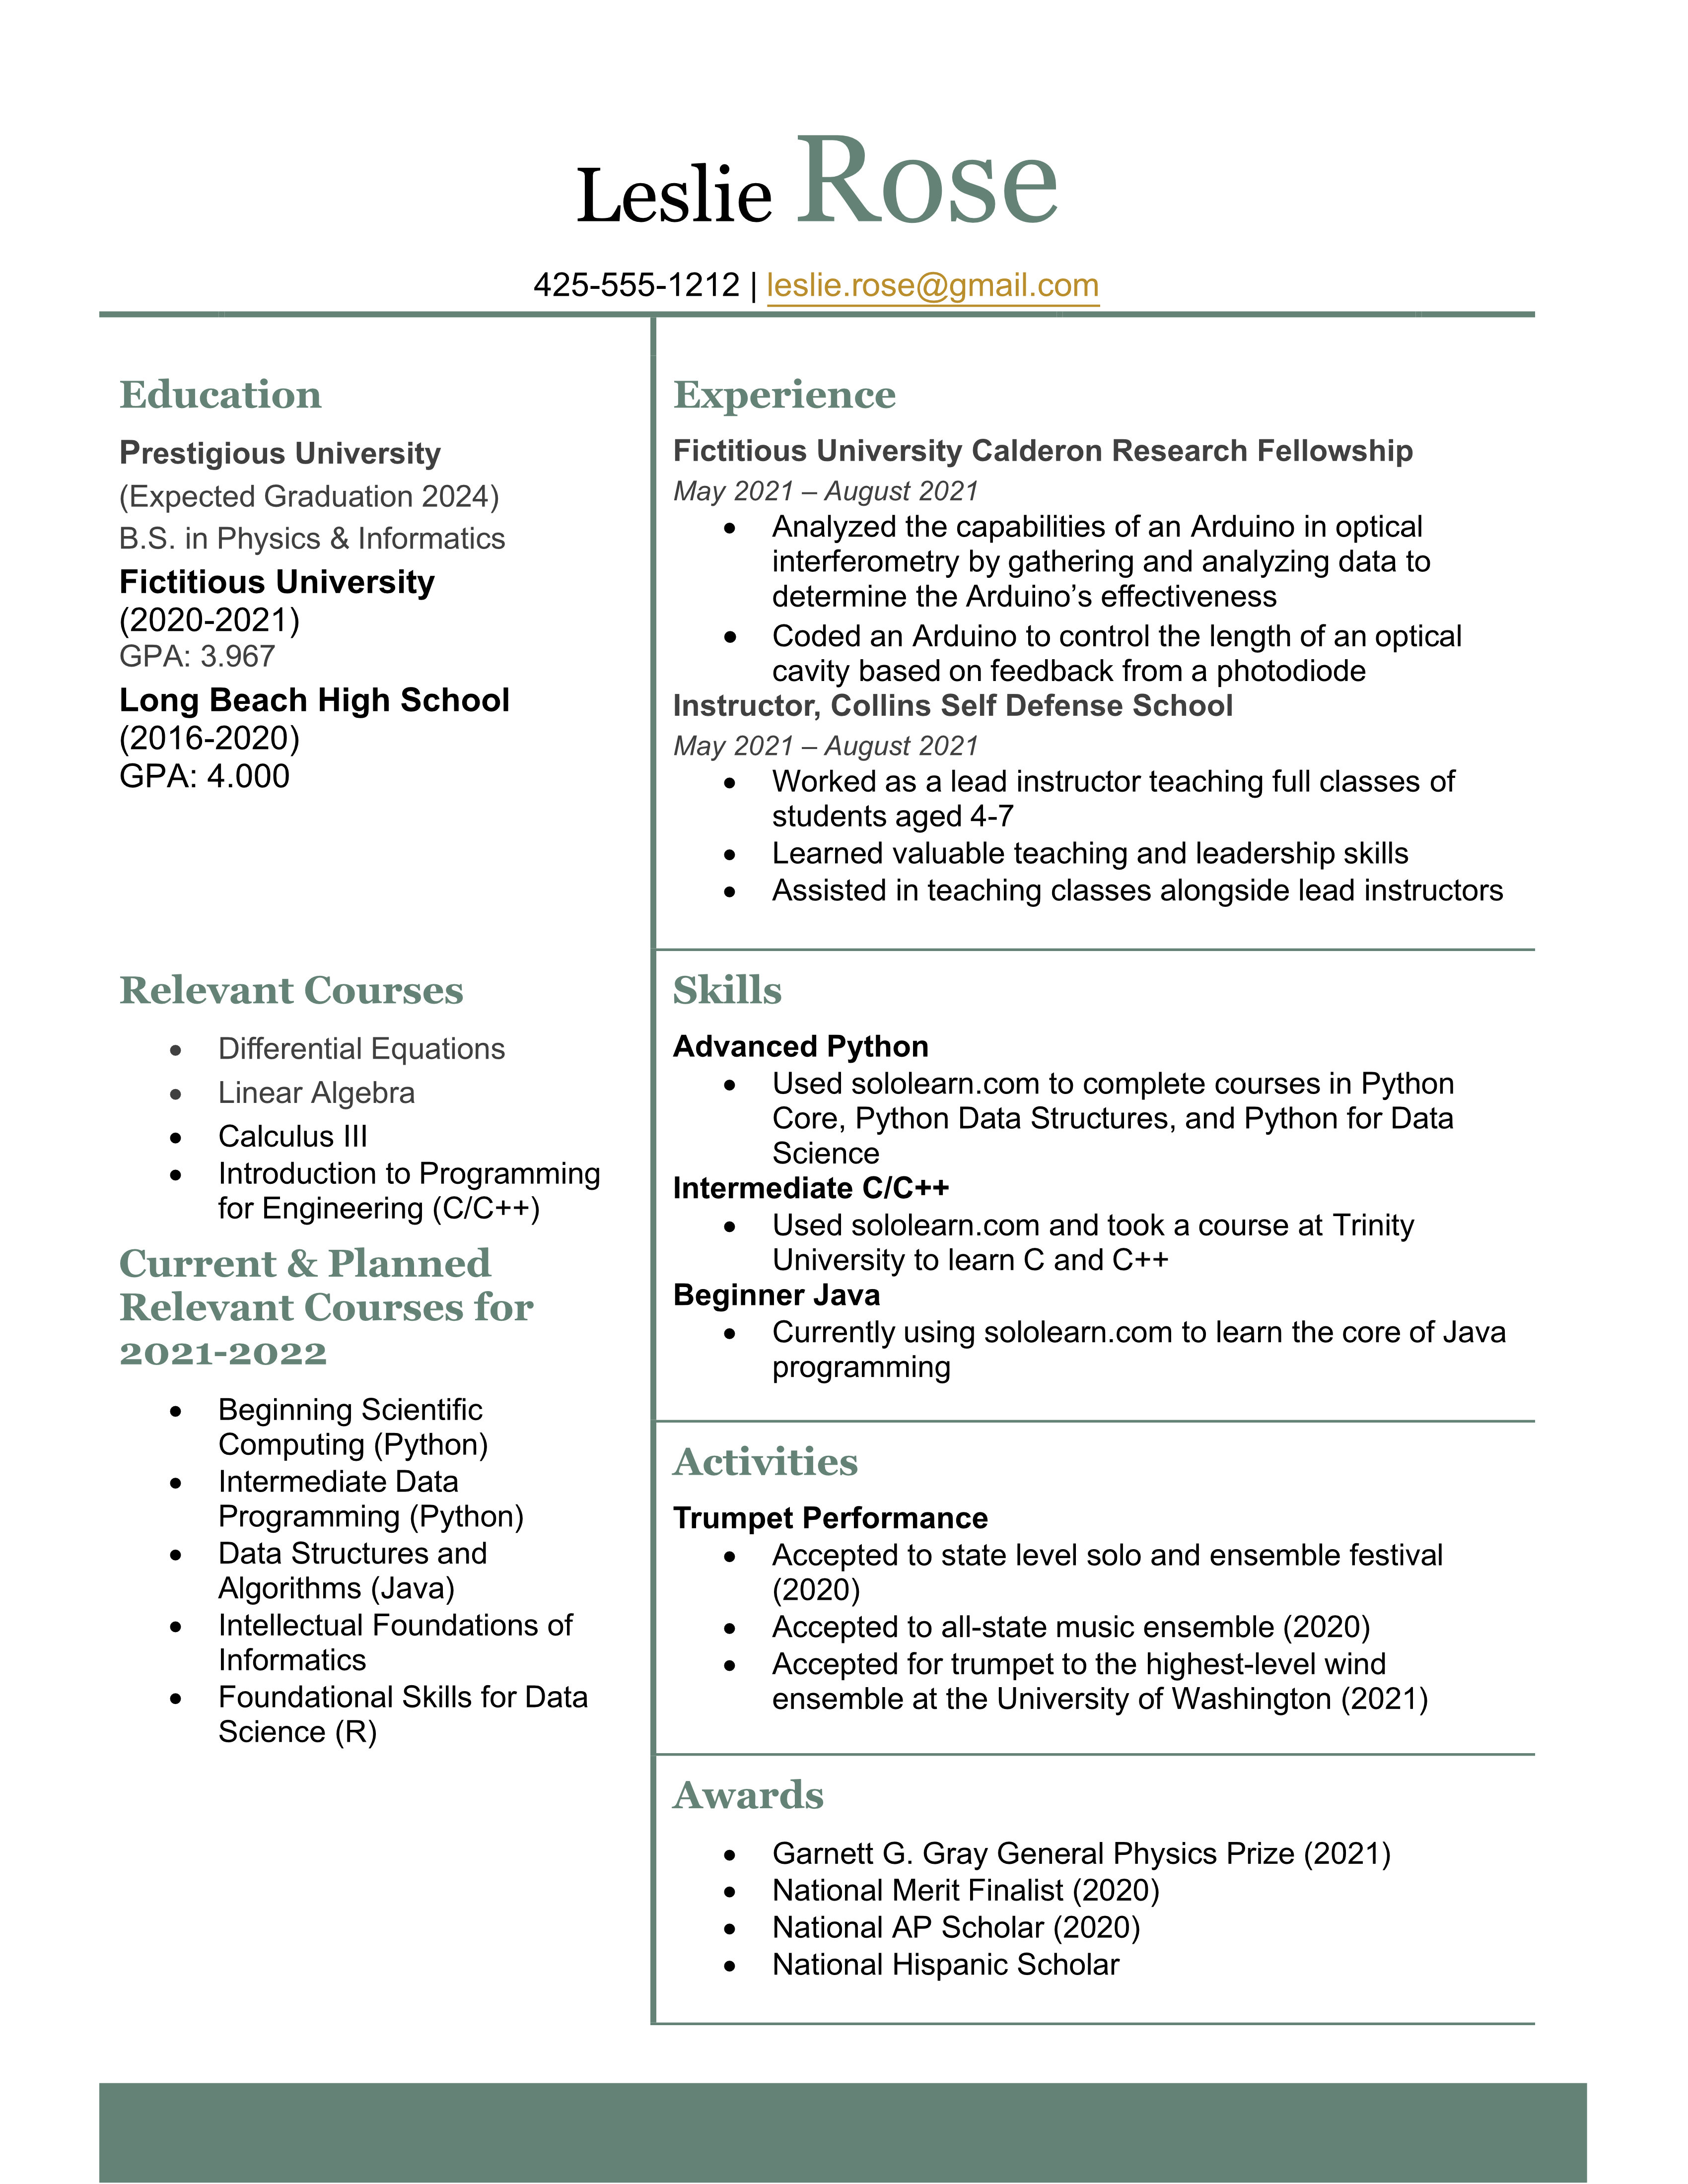 Leslie Rose
425-555-1212 | leslie.rose@gmail.com
Education
Prestigious University
(Expected Graduation 2024)
B.S. in Physics & Informatics
Fictitious University
(2020-2021)
GPA: 3.967
Long Beach High School
(2016-2020)
GPA: 4.000
Relevant Courses
• Differential Equations
• Linear Algebra
• Calculus III
• Introduction to Programming
for Engineering (C/C++)
Current & Planned
Relevant Courses for
2021-2022
• Beginning Scientific
Computing (Python)
• Intermediate Data
Programming (Python)
• Data Structures and
Algorithms (Java)
• Intellectual Foundations of
Informatics
• Foundational Skills for Data
Science (R)
Experience
Fictitious University Calderon Research Fellowship
May 2021 – August 2021
• Analyzed the capabilities of an Arduino in optical
interferometry by gathering and analyzing data to
determine the Arduino’s effectiveness
• Coded an Arduino to control the length of an optical
cavity based on feedback from a photodiode
Instructor, Collins Self Defense School
May 2021 – August 2021
• Worked as a lead instructor teaching full classes of
students aged 4-7
• Learned valuable teaching and leadership skills
• Assisted in teaching classes alongside lead instructors
Skills
Advanced Python
• Used sololearn.com to complete courses in Python
Core, Python Data Structures, and Python for Data
Science
Intermediate C/C++
• Used sololearn.com and took a course at Trinity
University to learn C and C++
Beginner Java
• Currently using sololearn.com to learn the core of Java
programming
Activities
Trumpet Performance
• Accepted to state level solo and ensemble festival
(2020)
• Accepted to all-state music ensemble (2020)
• Accepted for trumpet to the highest-level wind
ensemble at the University of Washington (2021)
Awards
• Garnett G. Gray General Physics Prize (2021)
• National Merit Finalist (2020)
• National AP Scholar (2020)
• National Hispanic Scholar